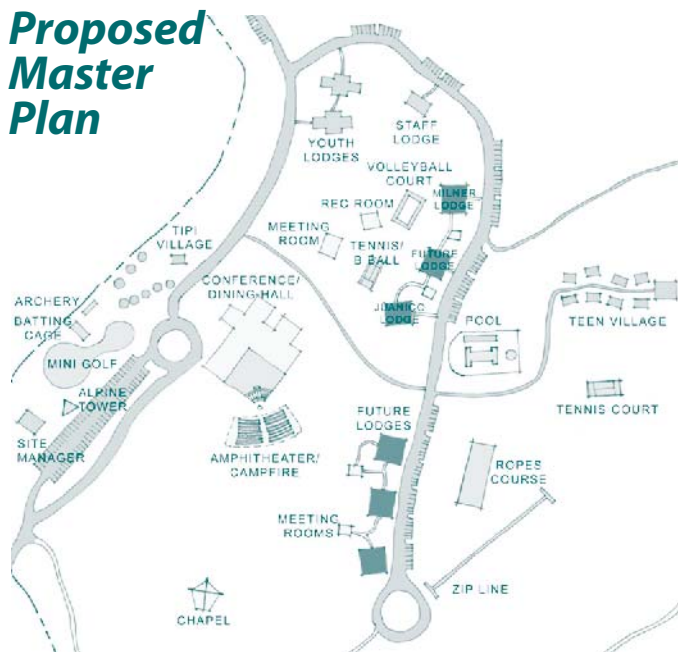 Proposed
Master
Plan
YOUTH
LODGES
STAFF
LODGE
VOLLEYBALL
COURT
MILNER
LODGE
REC ROOM
MEETING
ROOM
TENNIS/
B BALL
FUTURE
LODGE
TIPI
VILLAGE
CONFERENCE/
DINING HALL
JUANICO
LODGE
POOL
TEEN VILLAGE
ARCHERY
BATTING
CAGE
MINI GOLF
ALPINE
TOWER
SITE
MANAGER
AMPHITHEATER/
CAMPFIRE
FUTURE
LODGES
TENNIS COURT
ROPES
COURSE
MEETING
ROOMS
ZIP LINE
CHAPEL